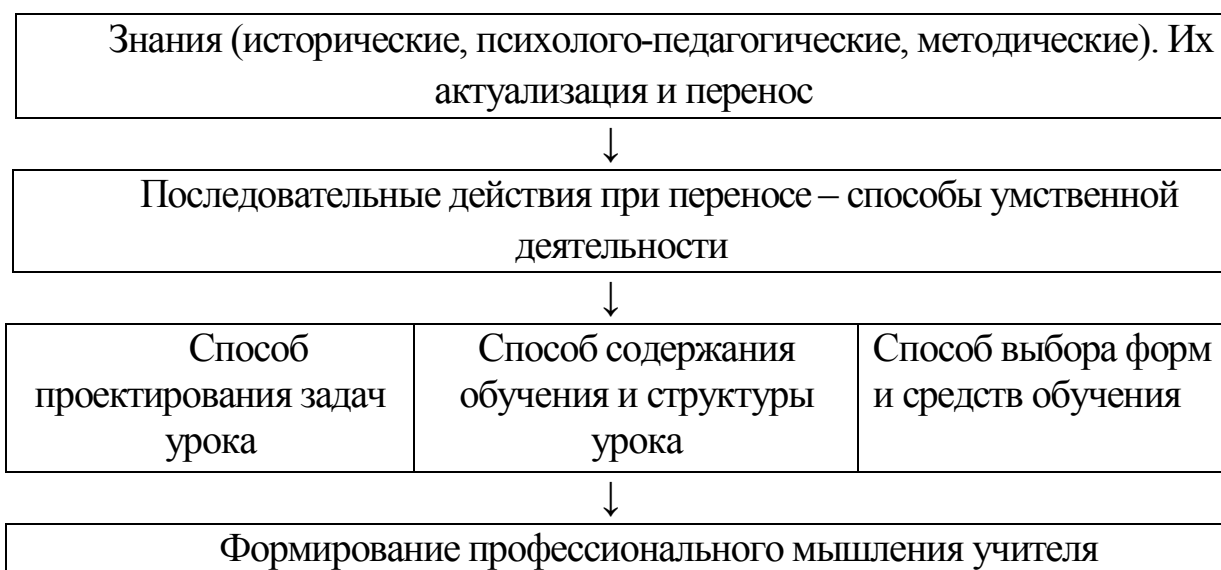 Знания (исторические, психолого-педагогические, методические). Их
актуализация и перенос
↓
Последовательные действия при переносе – способы умственной
деятельности
↓
Способ
проектирования задач
урока
Способ содержания
обучения и структуры
урока
Способ выбора форм
и средств обучения
↓
Формирование профессионального мышления учителя